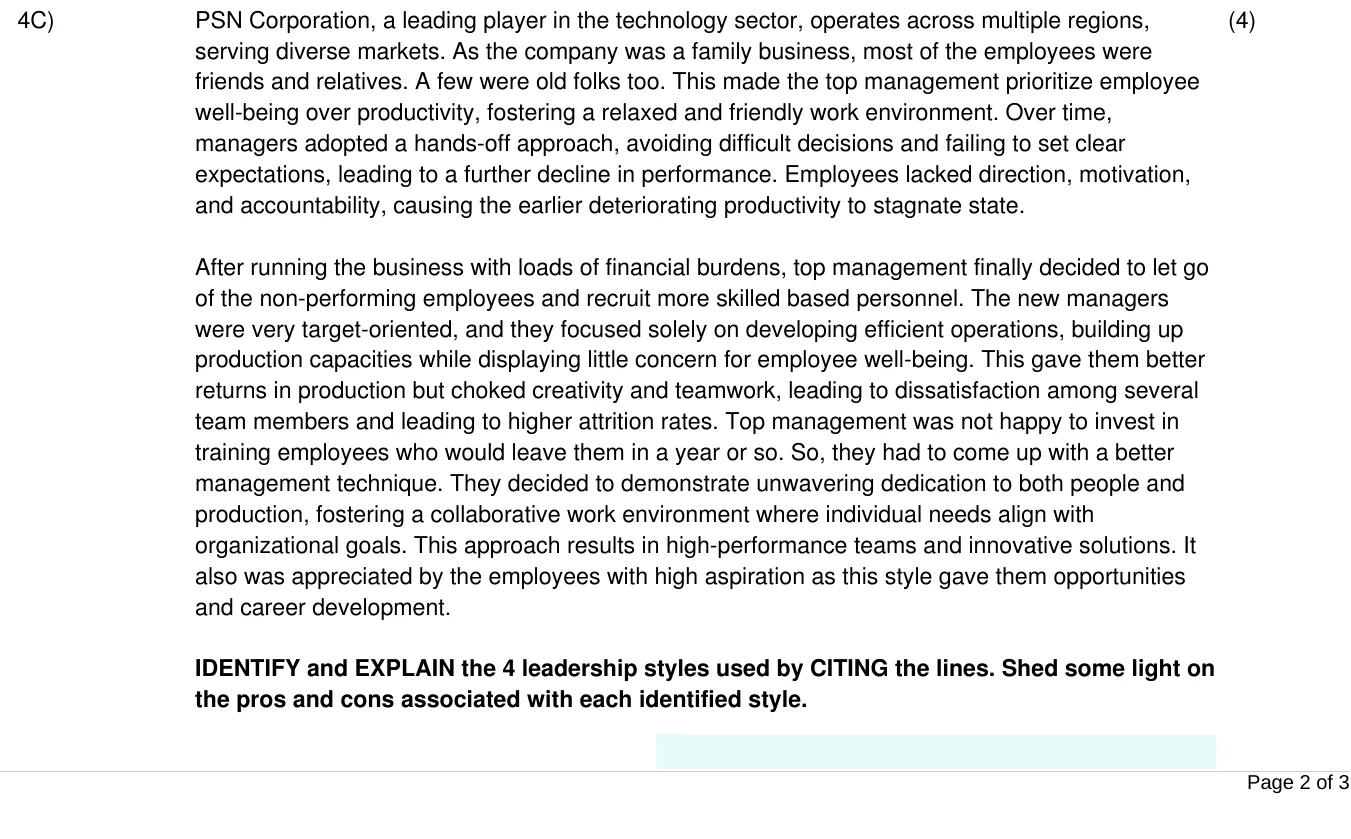 4C) PSN Corporation, a leading player in the technology sector, operates across multiple regions, (4)
serving diverse markets. As the company was a family business, most of the employees were
friends and relatives. A few were old folks too. This made the top management prioritize employee
well-being over productivity, fostering a relaxed and friendly work environment. Over time,
managers adopted a hands-off approach, avoiding difficult decisions and failing to set clear
expectations, leading to a further decline in performance. Employees lacked direction, motivation,
and accountability, causing the earlier deteriorating productivity to stagnate state.
After running the business with loads of financial burdens, top management finally decided to let go
of the non-performing employees and recruit more skilled based personnel. The new managers
were very target-oriented, and they focused solely on developing efficient operations, building up
production capacities while displaying little concern for employee well-being. This gave them better
returns in production but choked creativity and teamwork, leading to dissatisfaction among several
team members and leading to higher attrition rates. Top management was not happy to invest in
training employees who would leave them in a year or so. So, they had to come up with a better
management technique. They decided to demonstrate unwavering dedication to both people and
production, fostering a collaborative work environment where individual needs align with
organizational goals. This approach results in high-performance teams and innovative solutions. It
also was appreciated by the employees with high aspiration as this style gave them opportunities
and career development.
IDENTIFY and EXPLAIN the 4 leadership styles used by CITING the lines. Shed some light on
the pros and cons associated with each identified style.
Page 2 of 3